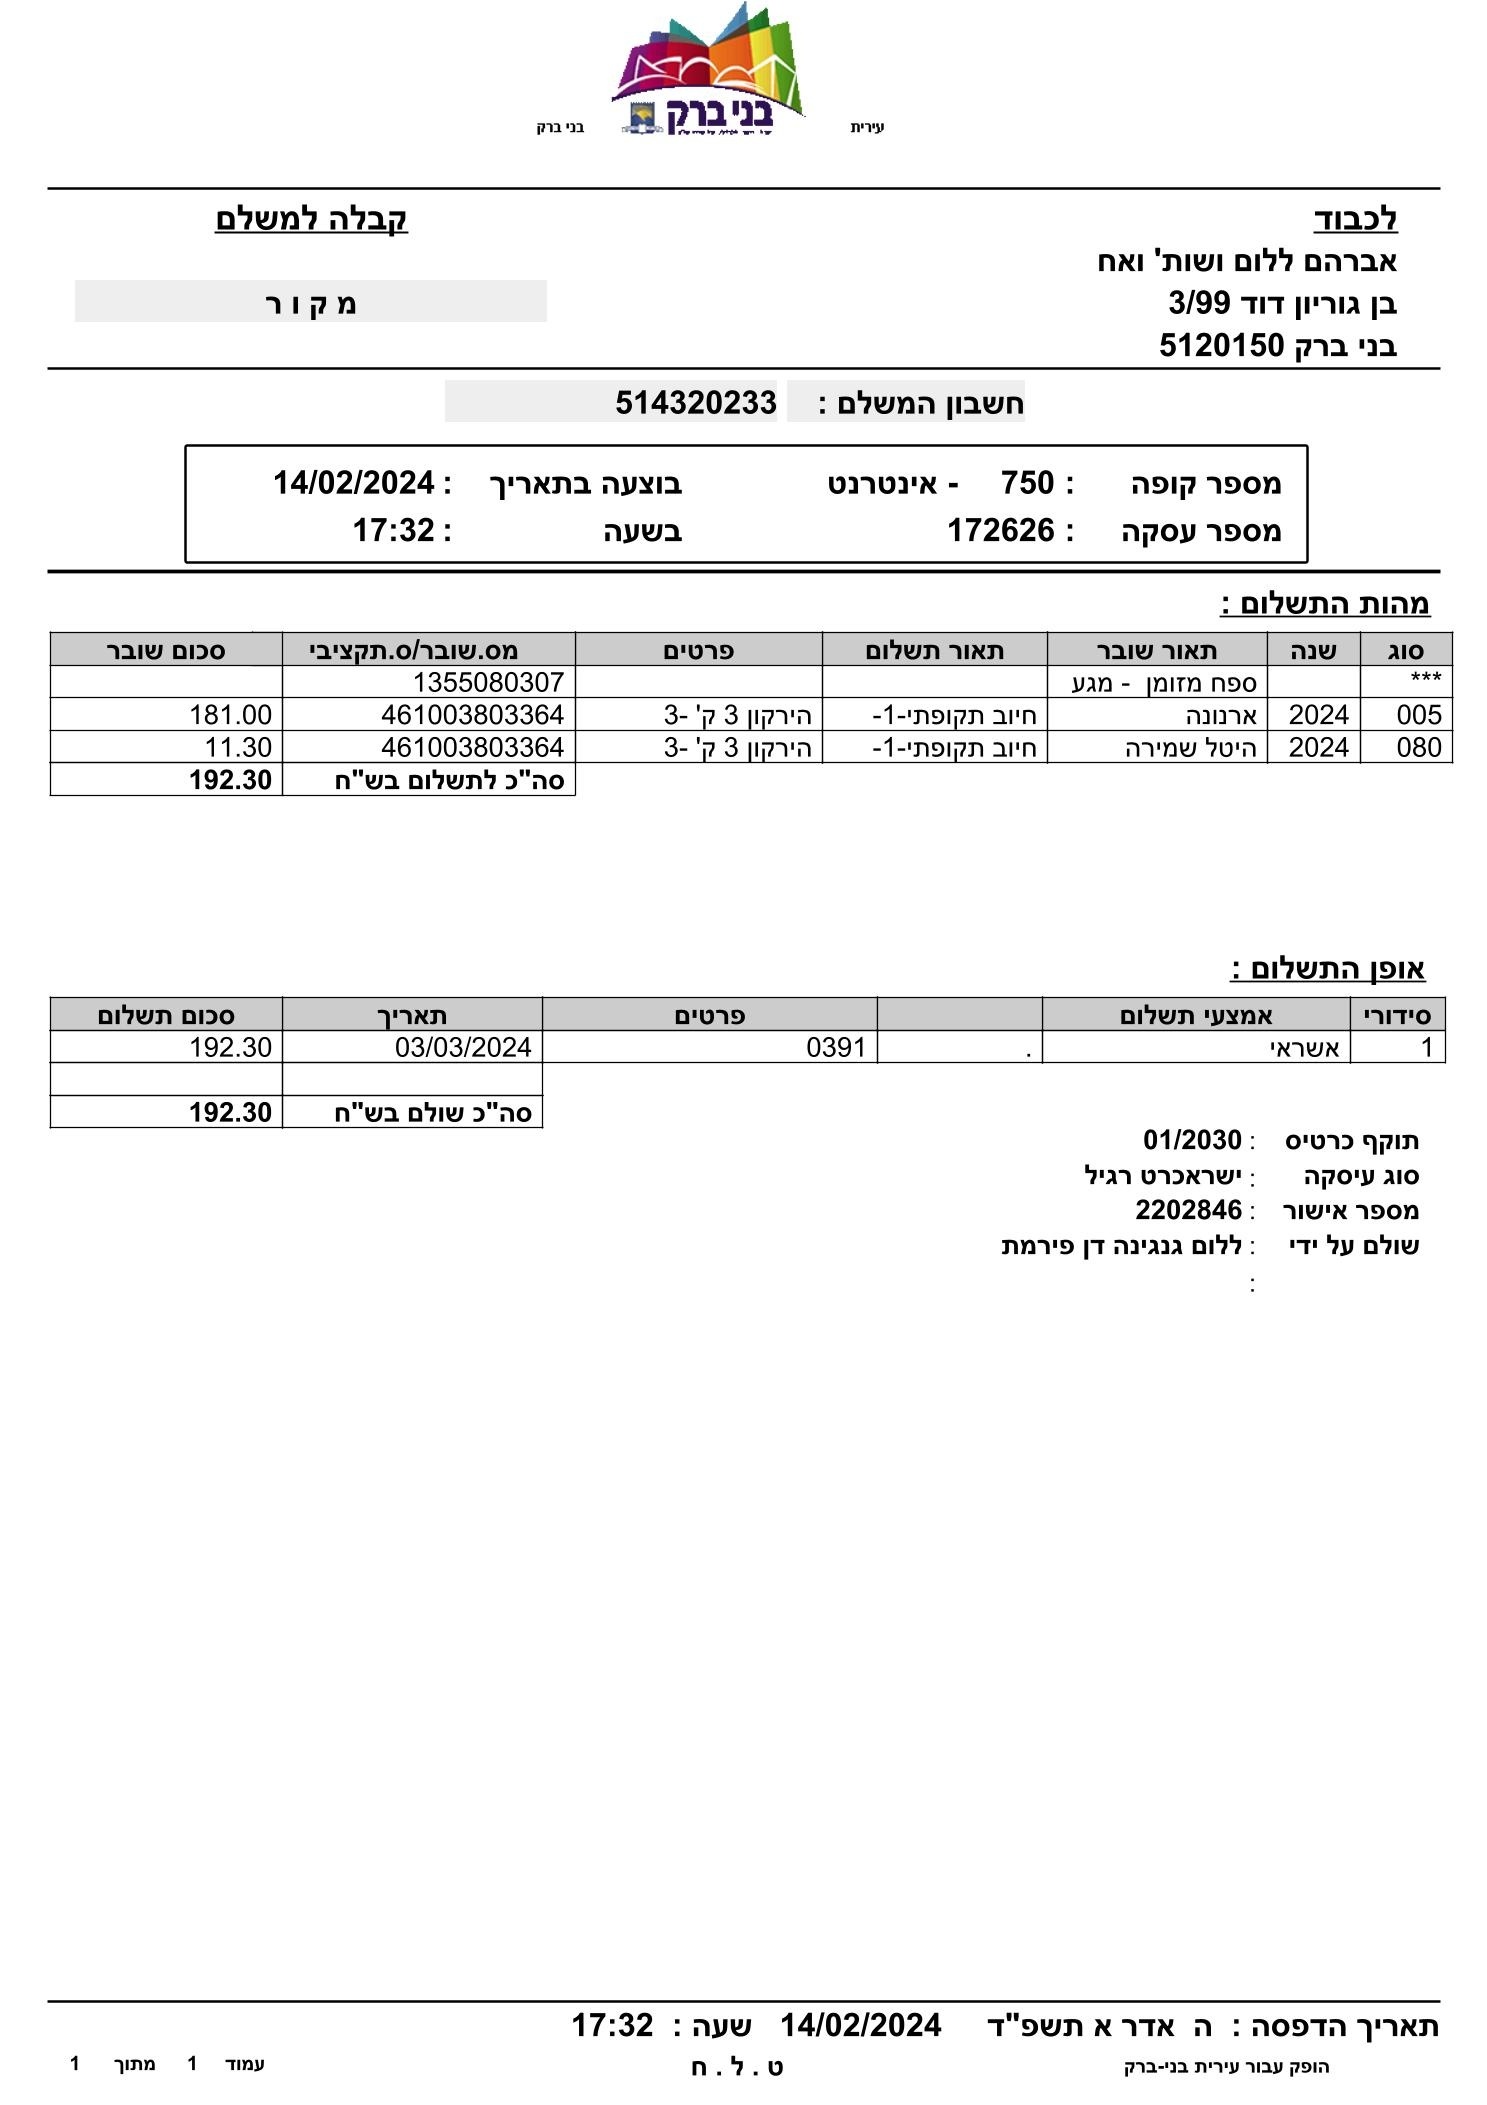 בני ברק
עירית
בני ברק
לכבוד
קבלה למשלם
אברהם ללום ושות' ואח
בן גוריון דוד 3/99
מ ק ו ר
בני ברק 5120150
חשבון המשלם : 514320233
מספר קופה : 750 - אינטרנט בוצעה בתאריך : 14/02/2024
מספר עסקה : 172626 בשעה : 17:32
מהות התשלום :
סוג שנה תאור שובר תאור תשלום פרטים מס.שובר/ס.תקציבי סכום שובר
*** ספח מזומן - מגע 1355080307
005 2024 ארנונה חיוב תקופתי-1- הירקון 3 ק' -3 461003803364 181.00
080 2024 היטל שמירה חיוב תקופתי-1- הירקון 3 ק' -3 461003803364 11.30
סה"כ לתשלום בש"ח 192.30
אופן התשלום :
סידורי אמצעי תשלום פרטים תאריך סכום תשלום
1 אשראי . 0391 03/03/2024 192.30
סה"כ שולם בש"ח 192.30
תוקף כרטיס : 01/2030
סוג עיסקה : ישראכרט רגיל
מספר אישור : 2202846
שולם על ידי : ללום גנגינה דן פירמת
:
תאריך הדפסה : ה אדר א תשפ"ד 14/02/2024 שעה : 17:32
הופק עבור עירית בני-ברק ט . ל . ח עמוד 1 מתוך 1